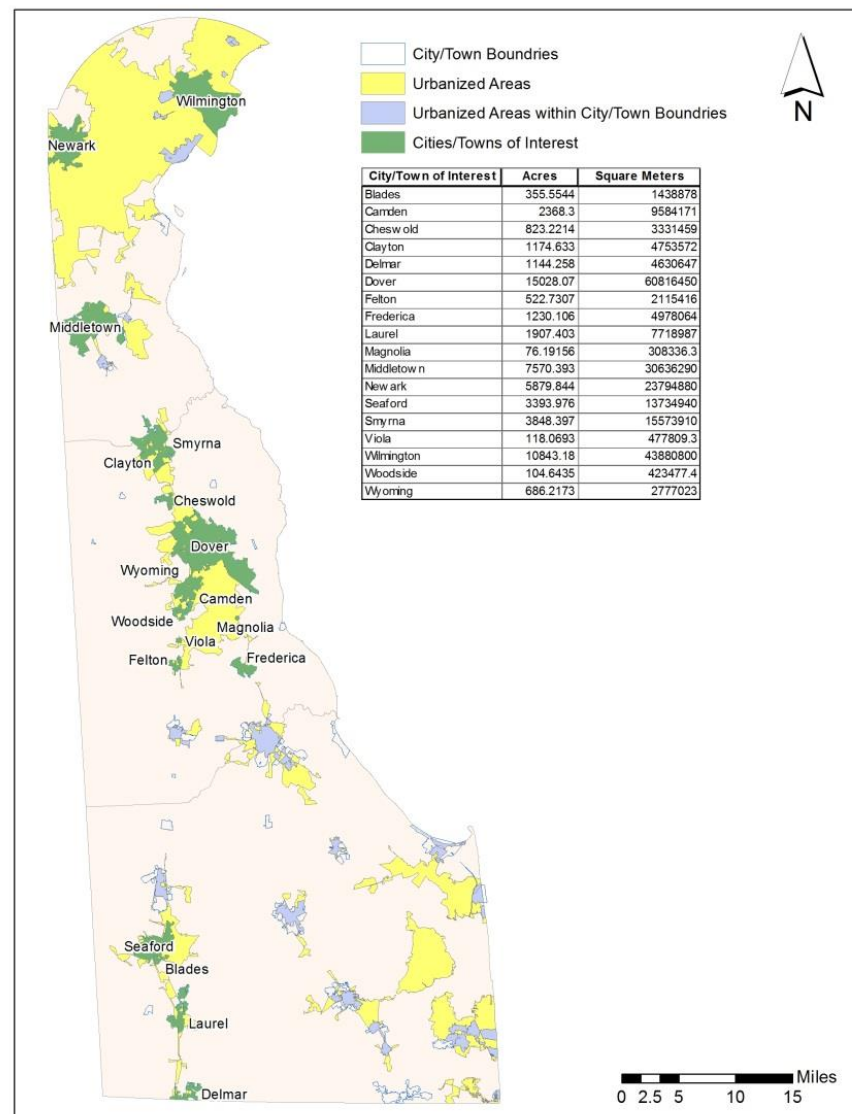 City/Town Boundries
Urbanized Areas
Urbanized Areas within City/Town Boundries
Cities/Towns of Interest
N
City/Town of Interest Acres Square Meters
Blades 355.5544 1438878
Camden 2368.3 9584171
Cheswold 823.2214 3331459
Clayton 1174.633 4753572
Delmar 1144.258 4630647
Dover 15028.07 60816450
Felton 522.7307 2115416
Frederica 1230.106 4978064
Laurel 1907.403 7718987
Magnolia 76.19156 308336.3
Middletown 7570.393 30636290
Newark 5879.844 23794880
Seaford 3393.976 13734940
Smyrna 3848.397 15573910
Viola 118.0693 477809.3
Wilmington 10843.18 43880800
Woodside 104.6435 423477.4
Wyoming 686.2173 2777023
Wilmington
Newark
Middletown
Smyrna
Clayton
Cheswold
Dover
Wyoming
Camden
Woodside
Magnolia
Viola
Felton
Frederica
Seaford
Blades
Laurel
Delmar
Miles
0 2.5 5 10 15